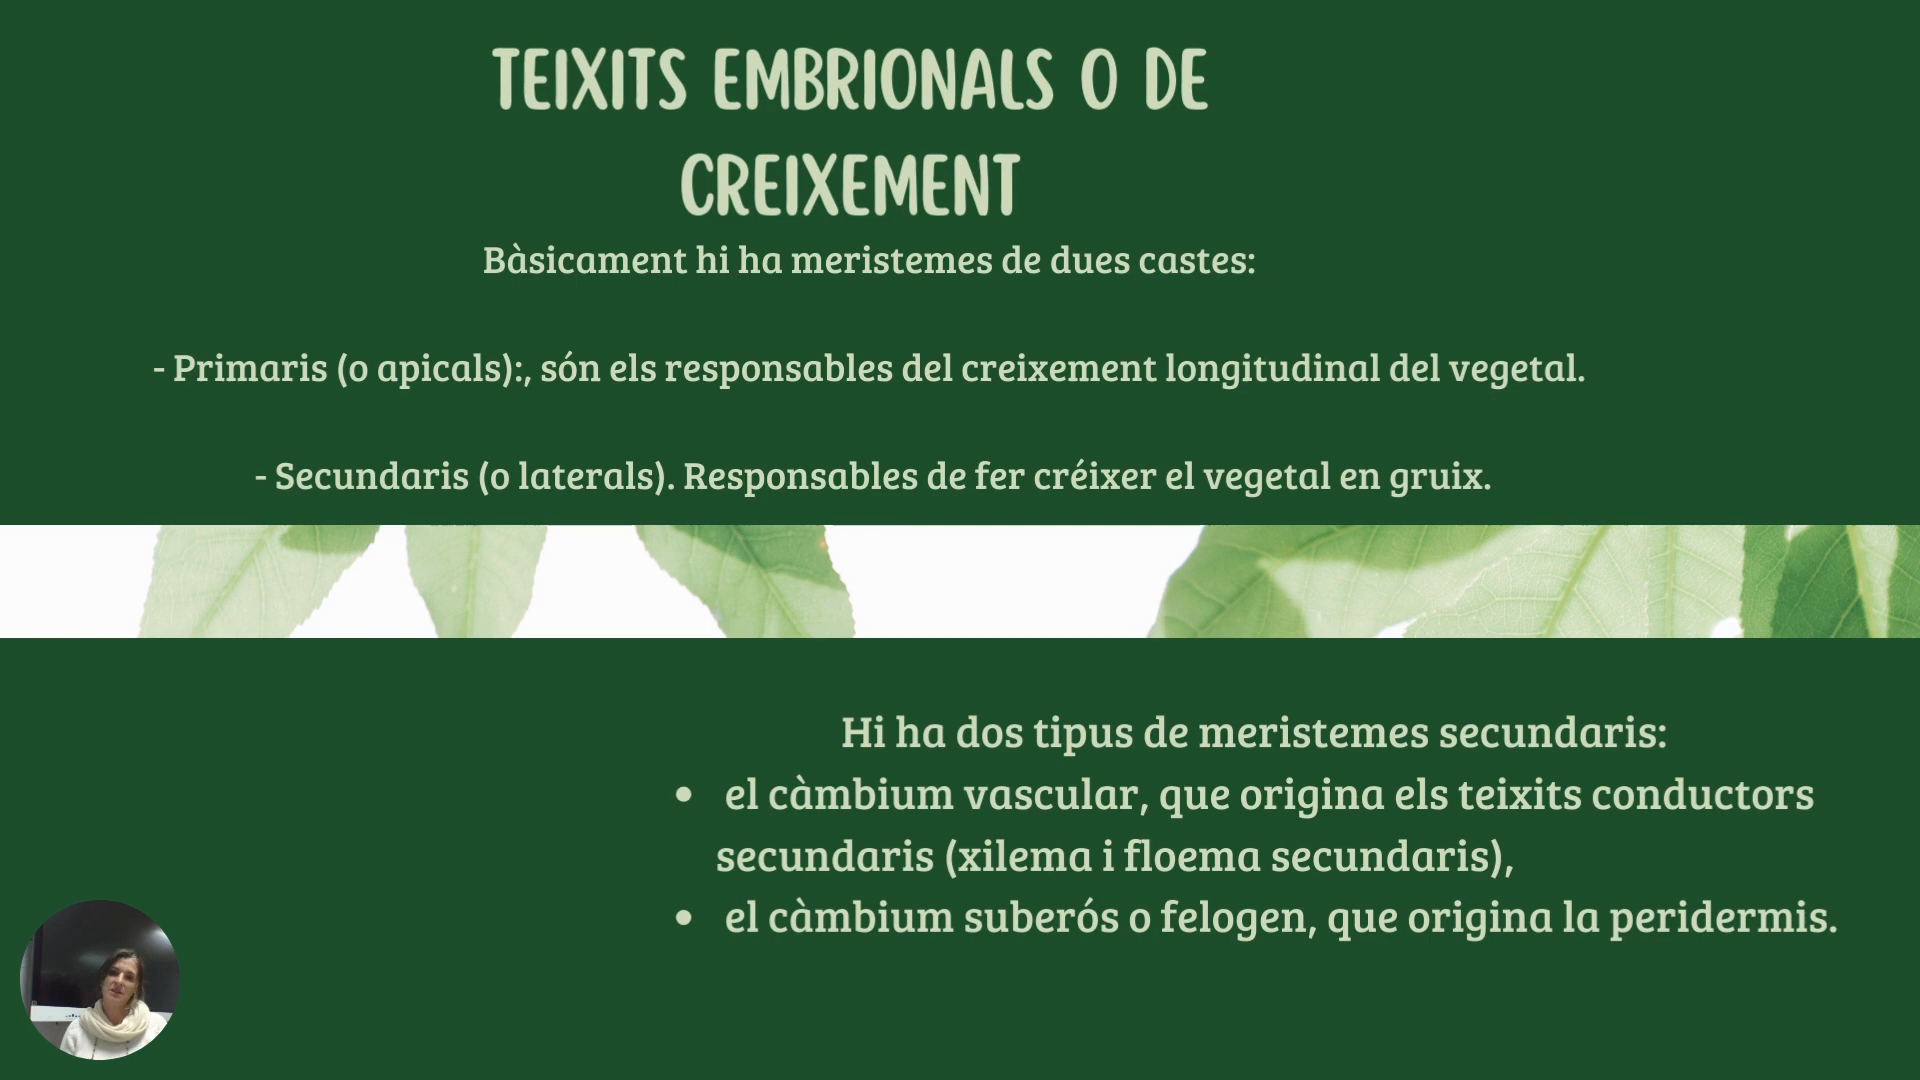 TEIXITS EMBRIONALS O DE
CREIXEMENT
Bàsicament hi ha meristemes de dues castes:
- Primaris (o apicals):, són els responsables del creixement longitudinal del vegetal.
- Secundaris (o laterals). Responsables de fer créixer el vegetal en gruix.
Hi ha dos tipus de meristemes secundaris:
• el càmbium vascular, que origina els teixits conductors
secundaris (xilema i floema secundaris),
• el càmbium suberós o felogen, que origina la peridermis.